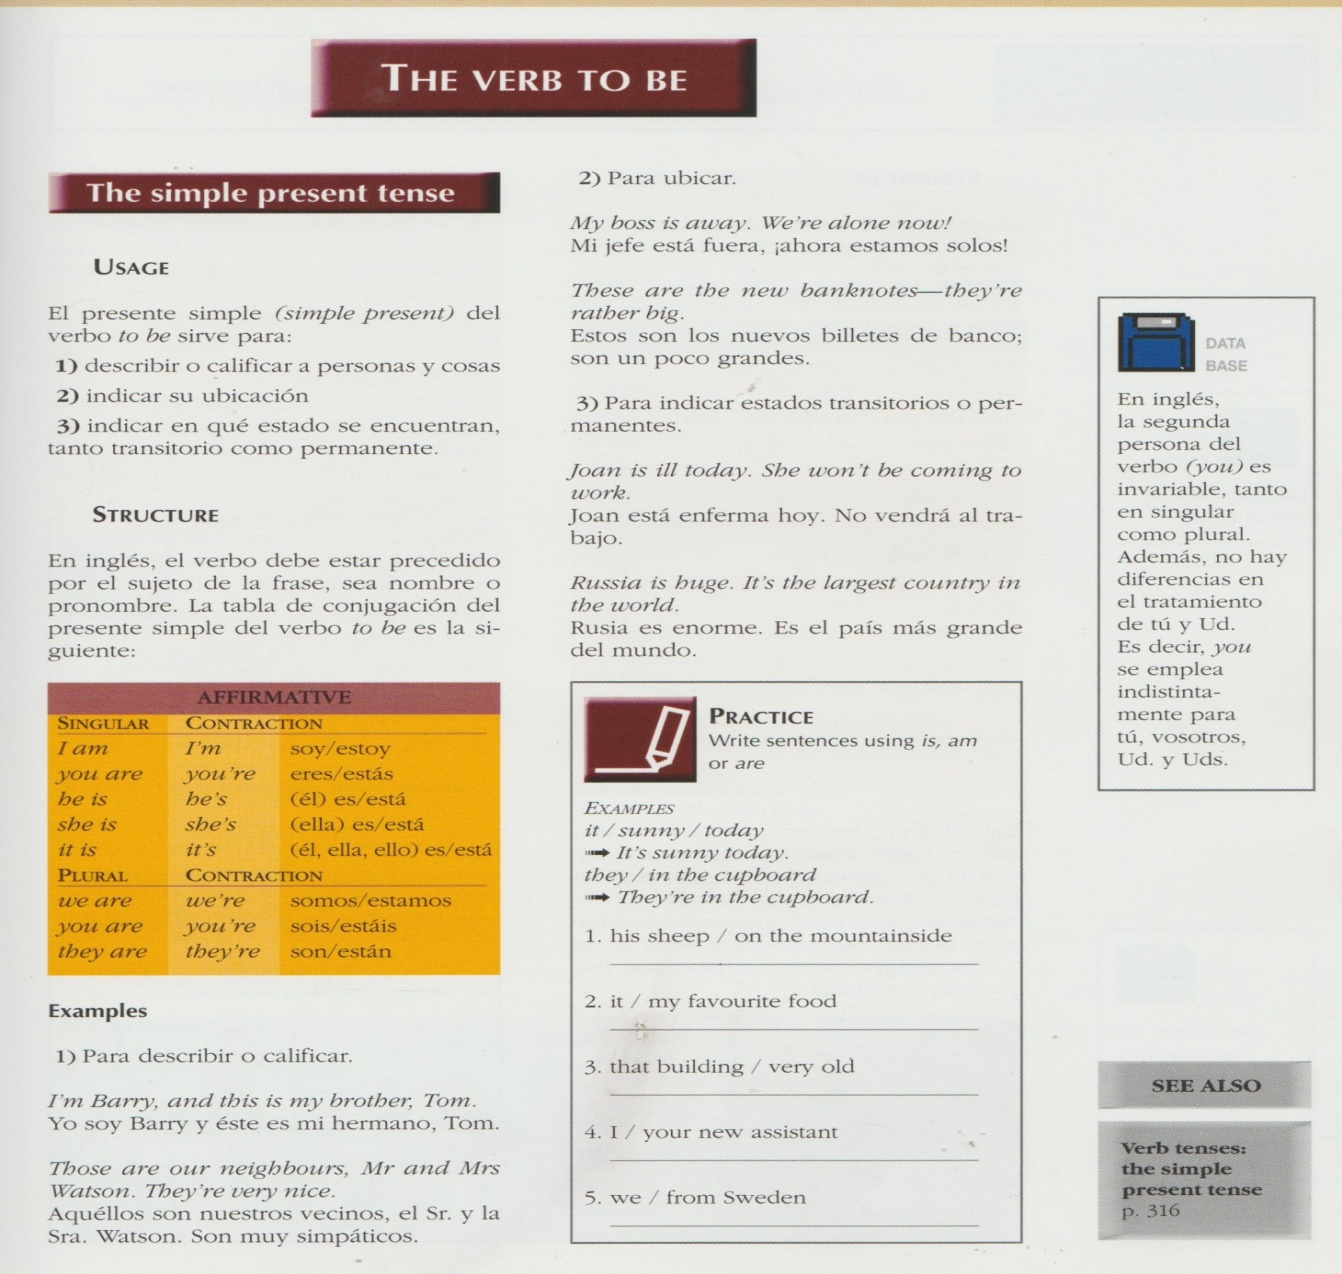 THE VERB TO BE
The simple present tense
USAGE
El presente simple (simple present) del
verbo to be sirve para:
1) describir o calificar a personas y cosas
2) indicar su ubicación
3) indicar en qué estado se encuentran,
tanto transitorio como permanente.
STRUCTURE
En inglés, el verbo debe estar precedido
por el sujeto de la frase, sea nombre o
pronombre. La tabla de conjugación del
presente simple del verbo to be es la si-
guiente:
AFFIRMATIVE
SINGULAR CONTRACTION
I am I'm soy/estoy
you are you're eres/estás
he is he's (él) es/está
she is she's (ella) es/está
it is it's (él, ella, ello) es/está
PLURAL CONTRACTION
we are we're somos/estamos
you are you're sois/estáis
they are they're son/están
Examples
1) Para describir o calificar.
I'm Barry, and this is my brother, Tom.
Yo soy Barry y éste es mi hermano, Tom.
Those are our neighbours, Mr and Mrs
Watson. They're very nice.
Aquéllos son nuestros vecinos, el Sr. y la
Sra. Watson. Son muy simpáticos.
2) Para ubicar.
My boss is away. We're alone now!
Mi jefe está fuera, ¡ahora estamos solos!
These are the new banknotes—they're
rather big.
Estos son los nuevos billetes de banco;
son un poco grandes.
3) Para indicar estados transitorios o per-
manentes.
Joan is ill today. She won't be coming to
work.
Joan está enferma hoy. No vendrá al tra-
bajo.
Russia is huge. It's the largest country in
the world.
Rusia es enorme. Es el país más grande
del mundo.
PRACTICE
Write sentences using is, am
or are
EXAMPLES
it / sunny / today
➟ It's sunny today.
they / in the cupboard
➟ They're in the cupboard.
1. his sheep / on the mountainside
2. it / my favourite food
3. that building / very old
4. I / your new assistant
5. we / from Sweden
DATA
BASE
En inglés,
la segunda
persona del
verbo (you) es
invariable, tanto
en singular
como plural.
Además, no hay
diferencias en
el tratamiento
de tú y Ud.
Es decir, you
se emplea
indistinta-
mente para
tú, vosotros,
Ud. y Uds.
SEE ALSO
Verb tenses:
the simple
present tense
p. 316